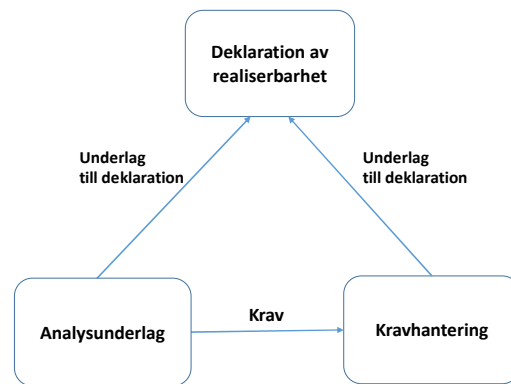 Deklaration av
realiserbarhet
Underlag
till deklaration
Underlag
till deklaration
Analysunderlag
Krav
Kravhantering